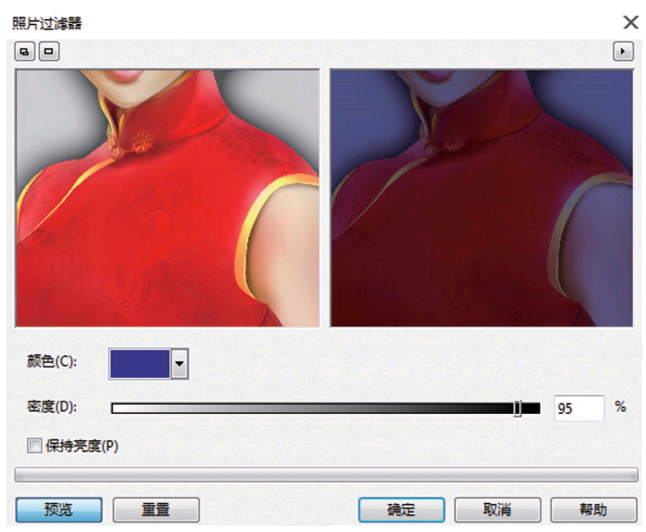 照片过滤器
颜色(C):
密度(D): 95 %
保持亮度(P)
预览 重置 确定 取消 帮助